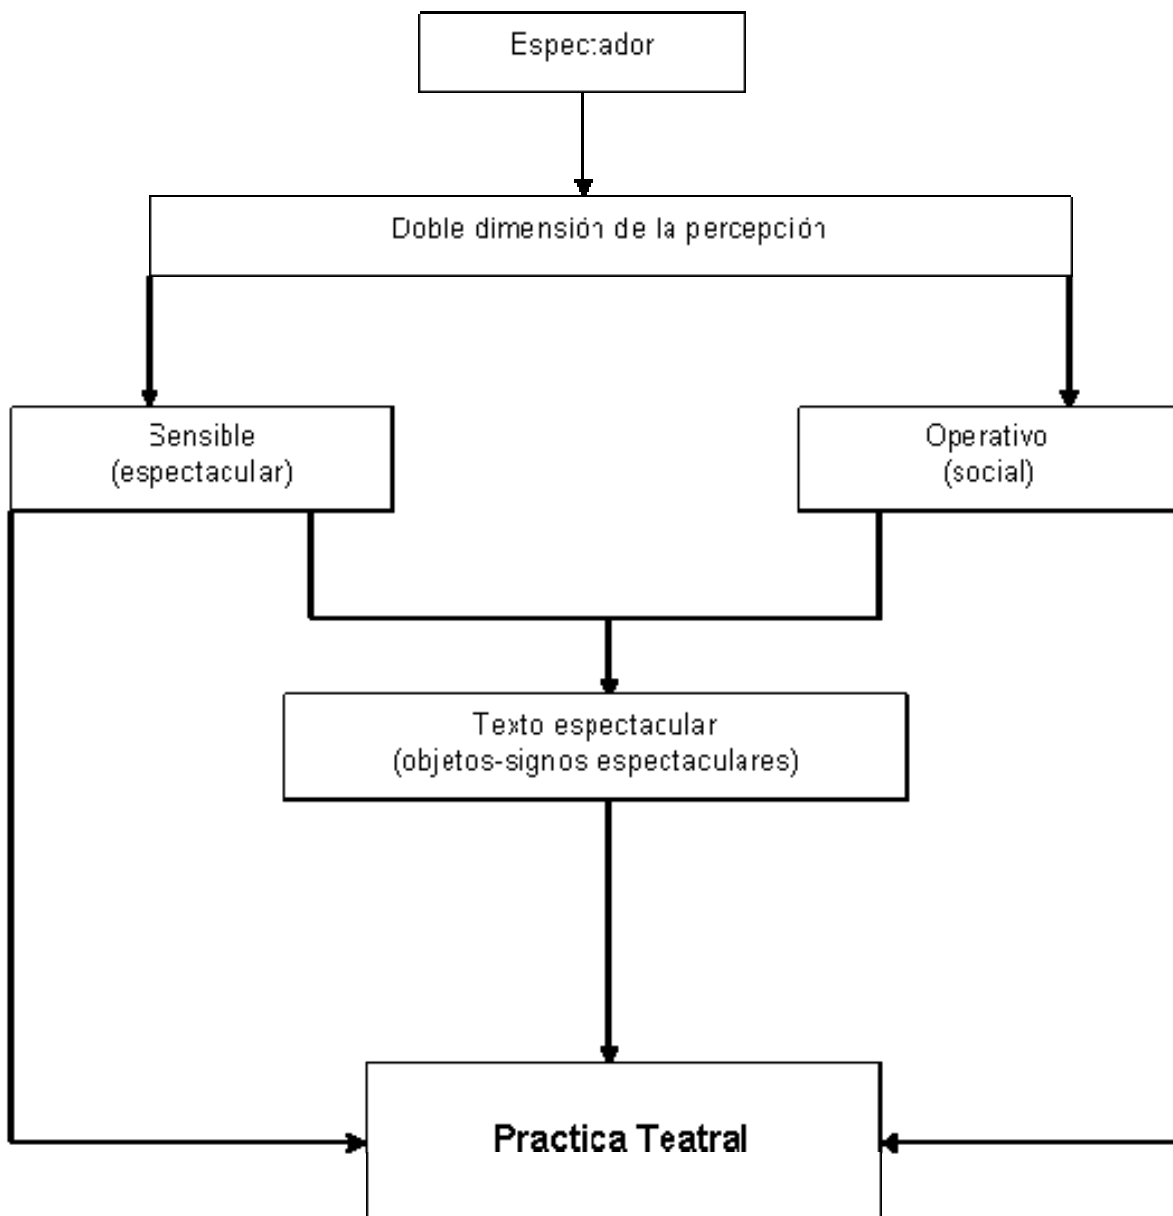 Espectador
Doble dimensión de la percepción
Sensible
(espectacular)
Operativo
(social)
Texto espectacular
(objetos-signos espectaculares)
Practica Teatral